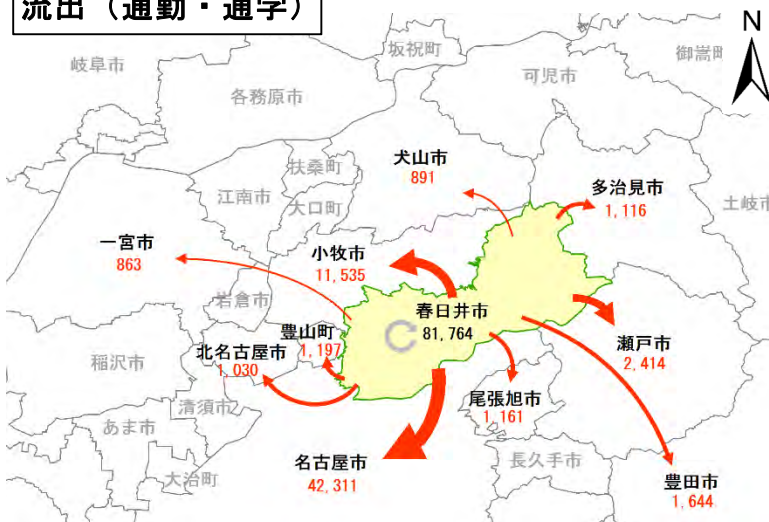 流出（通勤・通学）
N
坂祝町
御嵩町
岐阜市
可児市
各務原市
犬山市
891
扶桑町
多治見市
1,116
江南市
大口町
土岐市
一宮市
863
小牧市
11,535
岩倉市
春日井市
81,764
豊山町
1,197
瀬戸市
2,414
北名古屋市
1,030
稲沢市
尾張旭市
1,161
清須市
あま市
名古屋市
42,311
長久手市
大治町
豊田市
1,644